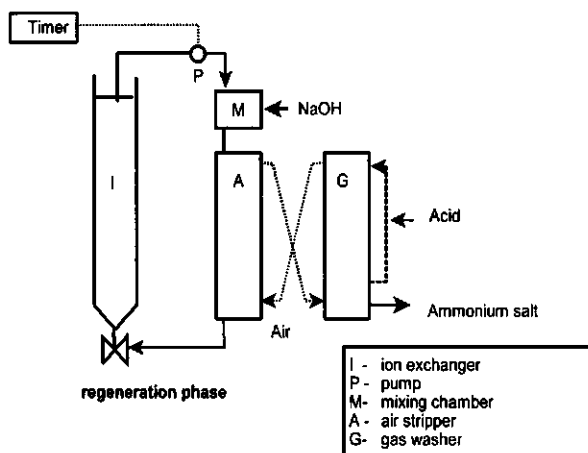 Timer
P
M
NaOH
I
A
G
Acid
Ammonium salt
Air
regeneration phase
I - ion exchanger
P - pump
M- mixing chamber
A - air stripper
G- gas washer